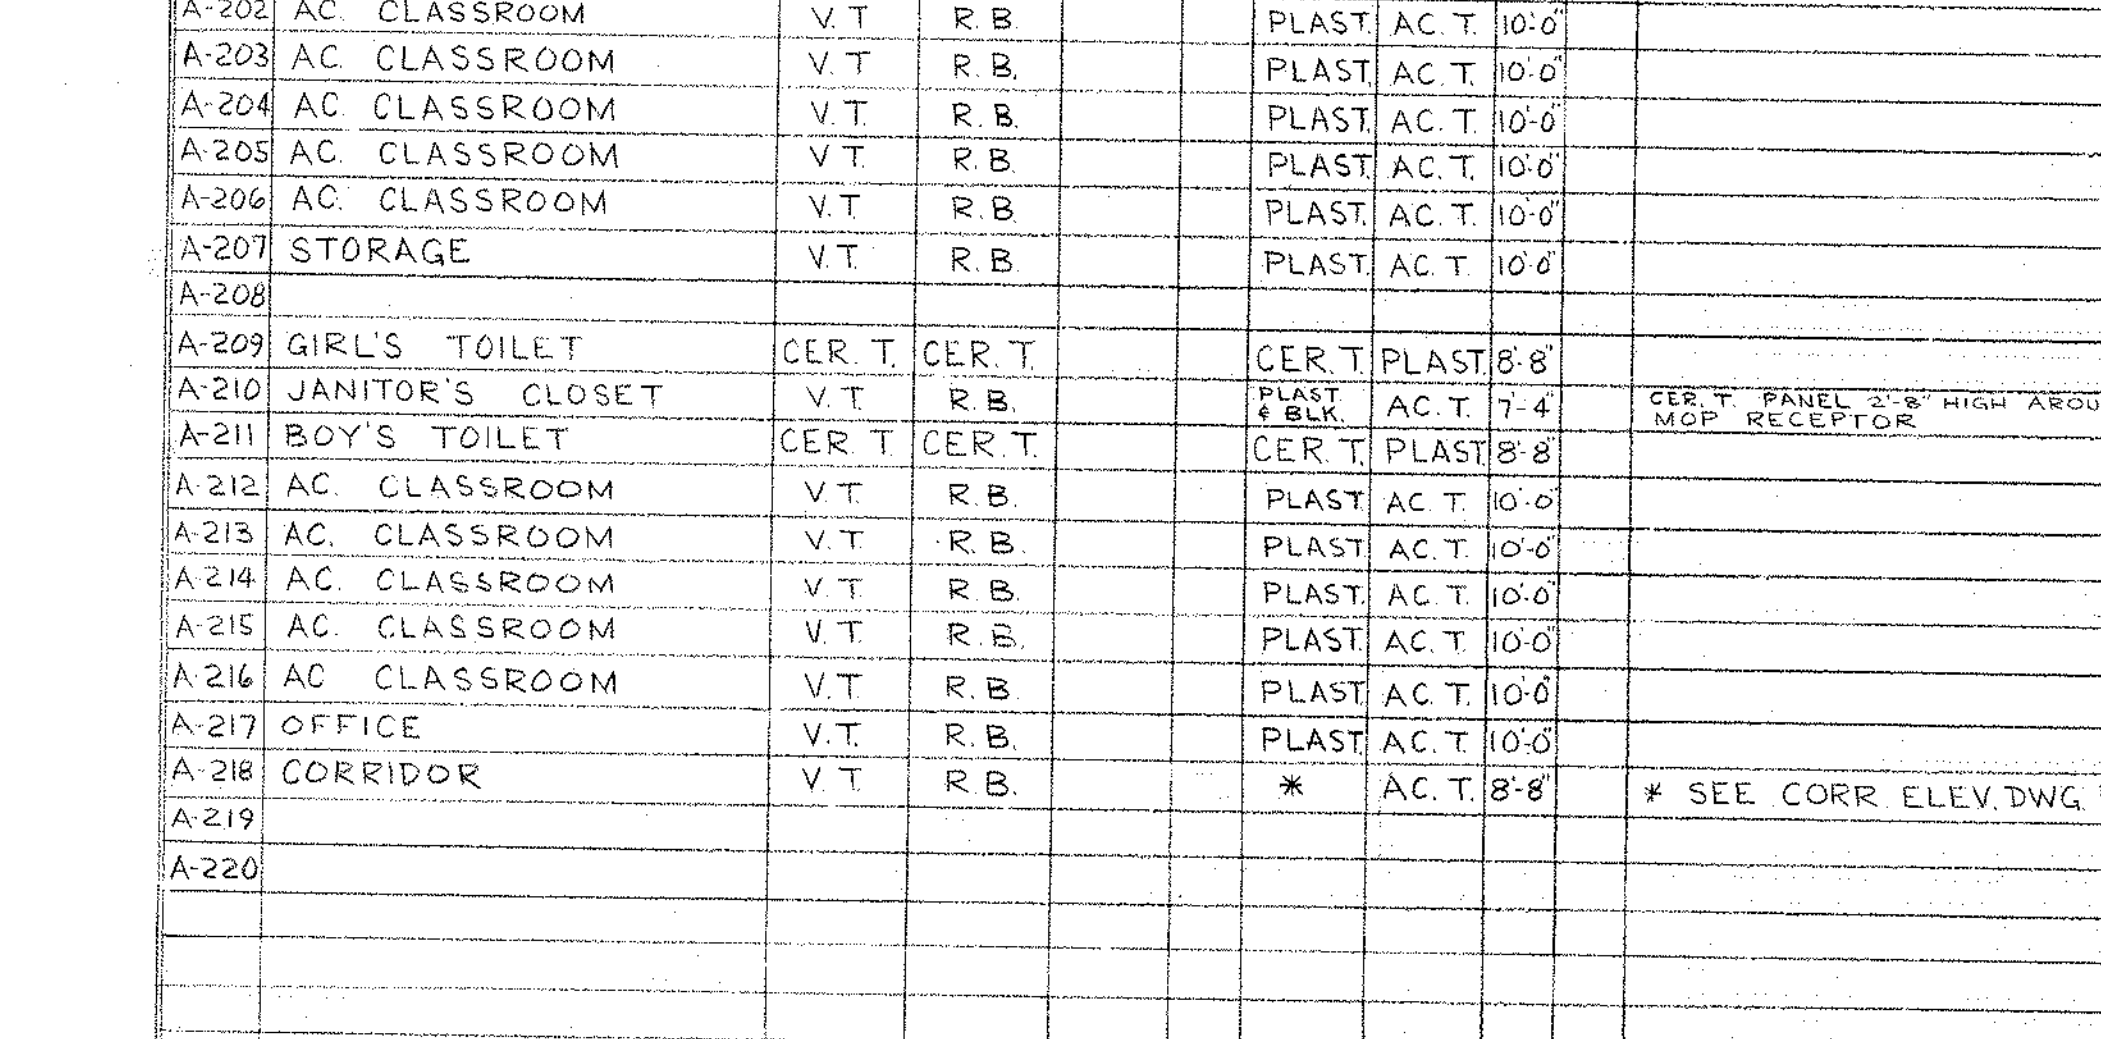 A-202 AC. CLASSROOM V.T R.B. PLAST. AC.T. 10'-0"
A-203 AC. CLASSROOM V.T R.B. PLAST. AC.T. 10'-0"
A-204 AC. CLASSROOM V.T. R.B. PLAST. AC.T. 10'-0"
A-205 AC. CLASSROOM V.T. R.B. PLAST. AC.T. 10'-0"
A-206 AC. CLASSROOM V.T. R.B. PLAST. AC.T. 10'-0"
A-207 STORAGE V.T. R.B. PLAST. AC.T. 10'-0"
A-208
A-209 GIRL'S TOILET CER.T. CER.T. CER.T. PLAST. 8'-8"
A-210 JANITOR'S CLOSET V.T. R.B. PLAST. & BLK. AC.T. 7'-4" CER.T. PANEL 2'-8" HIGH AROU
MOP RECEPTOR
A-211 BOY'S TOILET CER.T. CER.T. CER.T. PLAST. 8'-8"
A-212 AC. CLASSROOM V.T. R.B. PLAST. AC.T. 10'-0"
A-213 AC. CLASSROOM V.T. R.B. PLAST. AC.T. 10'-0"
A-214 AC. CLASSROOM V.T. R.B. PLAST. AC.T. 10'-0"
A-215 AC. CLASSROOM V.T. R.B. PLAST. AC.T. 10'-0"
A-216 AC CLASSROOM V.T. R.B. PLAST. AC.T. 10'-0"
A-217 OFFICE V.T. R.B. PLAST. AC.T. 10'-0"
A-218 CORRIDOR V.T. R.B. * AC.T. 8'-8" * SEE CORR. ELEV. DWG.
A-219
A-220